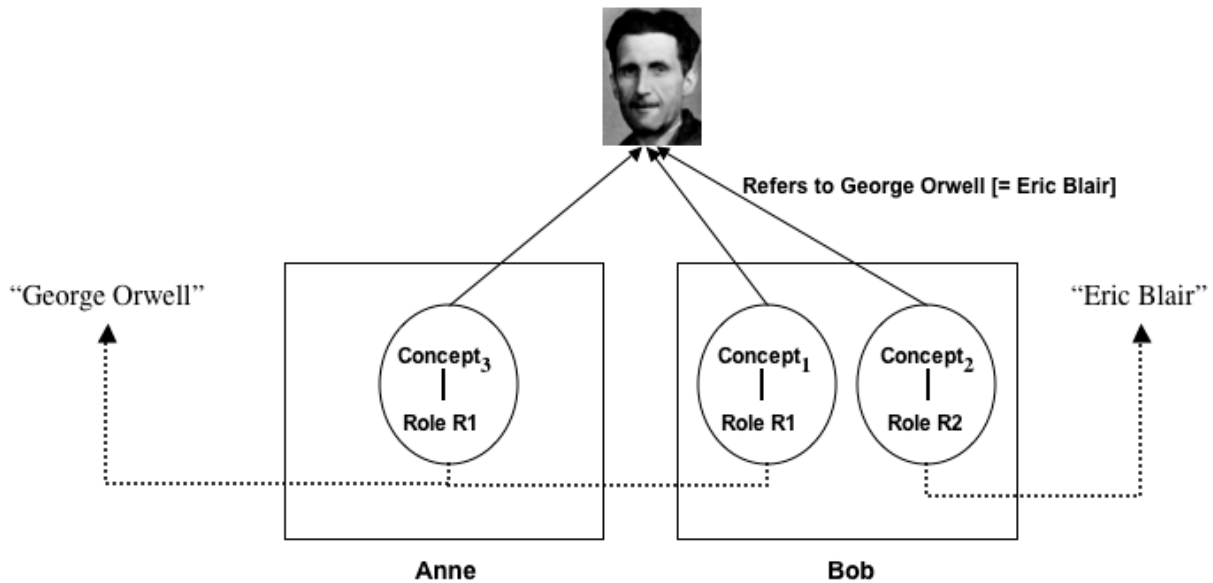 Refers to George Orwell [= Eric Blair]
“George Orwell”
“Eric Blair”
Concept₃
Role R1
Concept₁
Role R1
Concept₂
Role R2
Anne
Bob